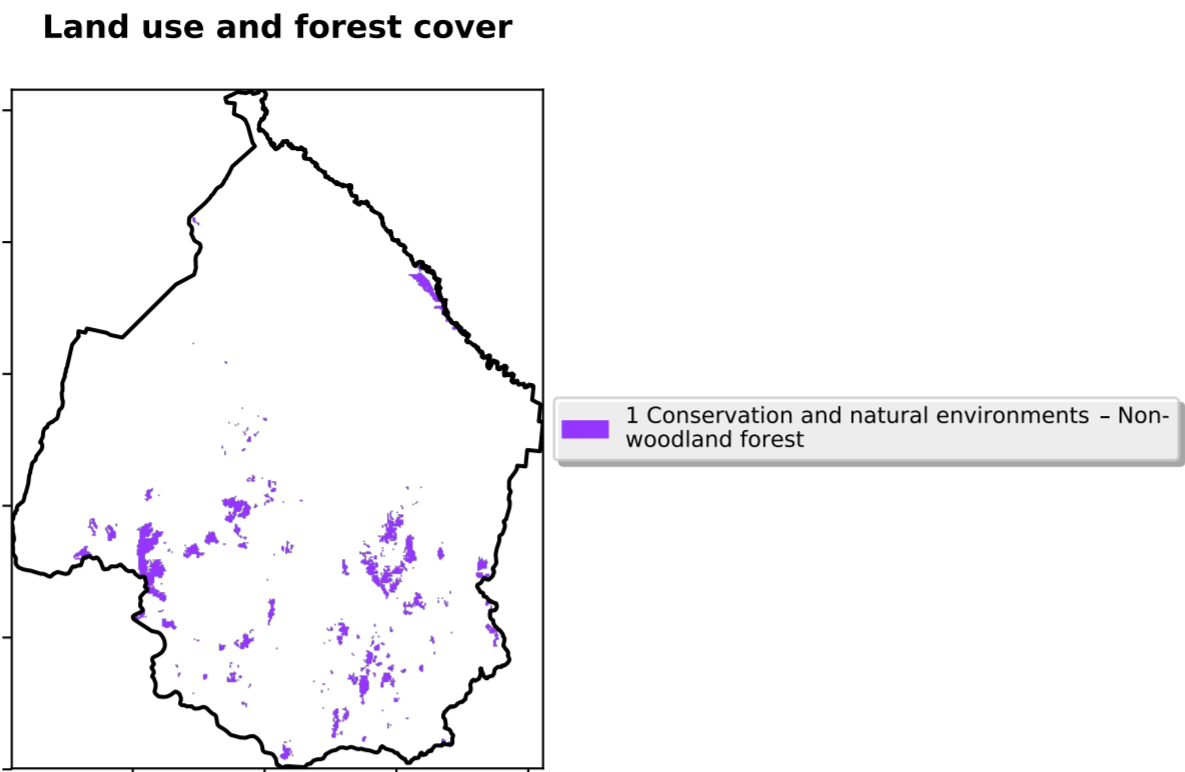 Land use and forest cover
1 Conservation and natural environments – Non-
woodland forest